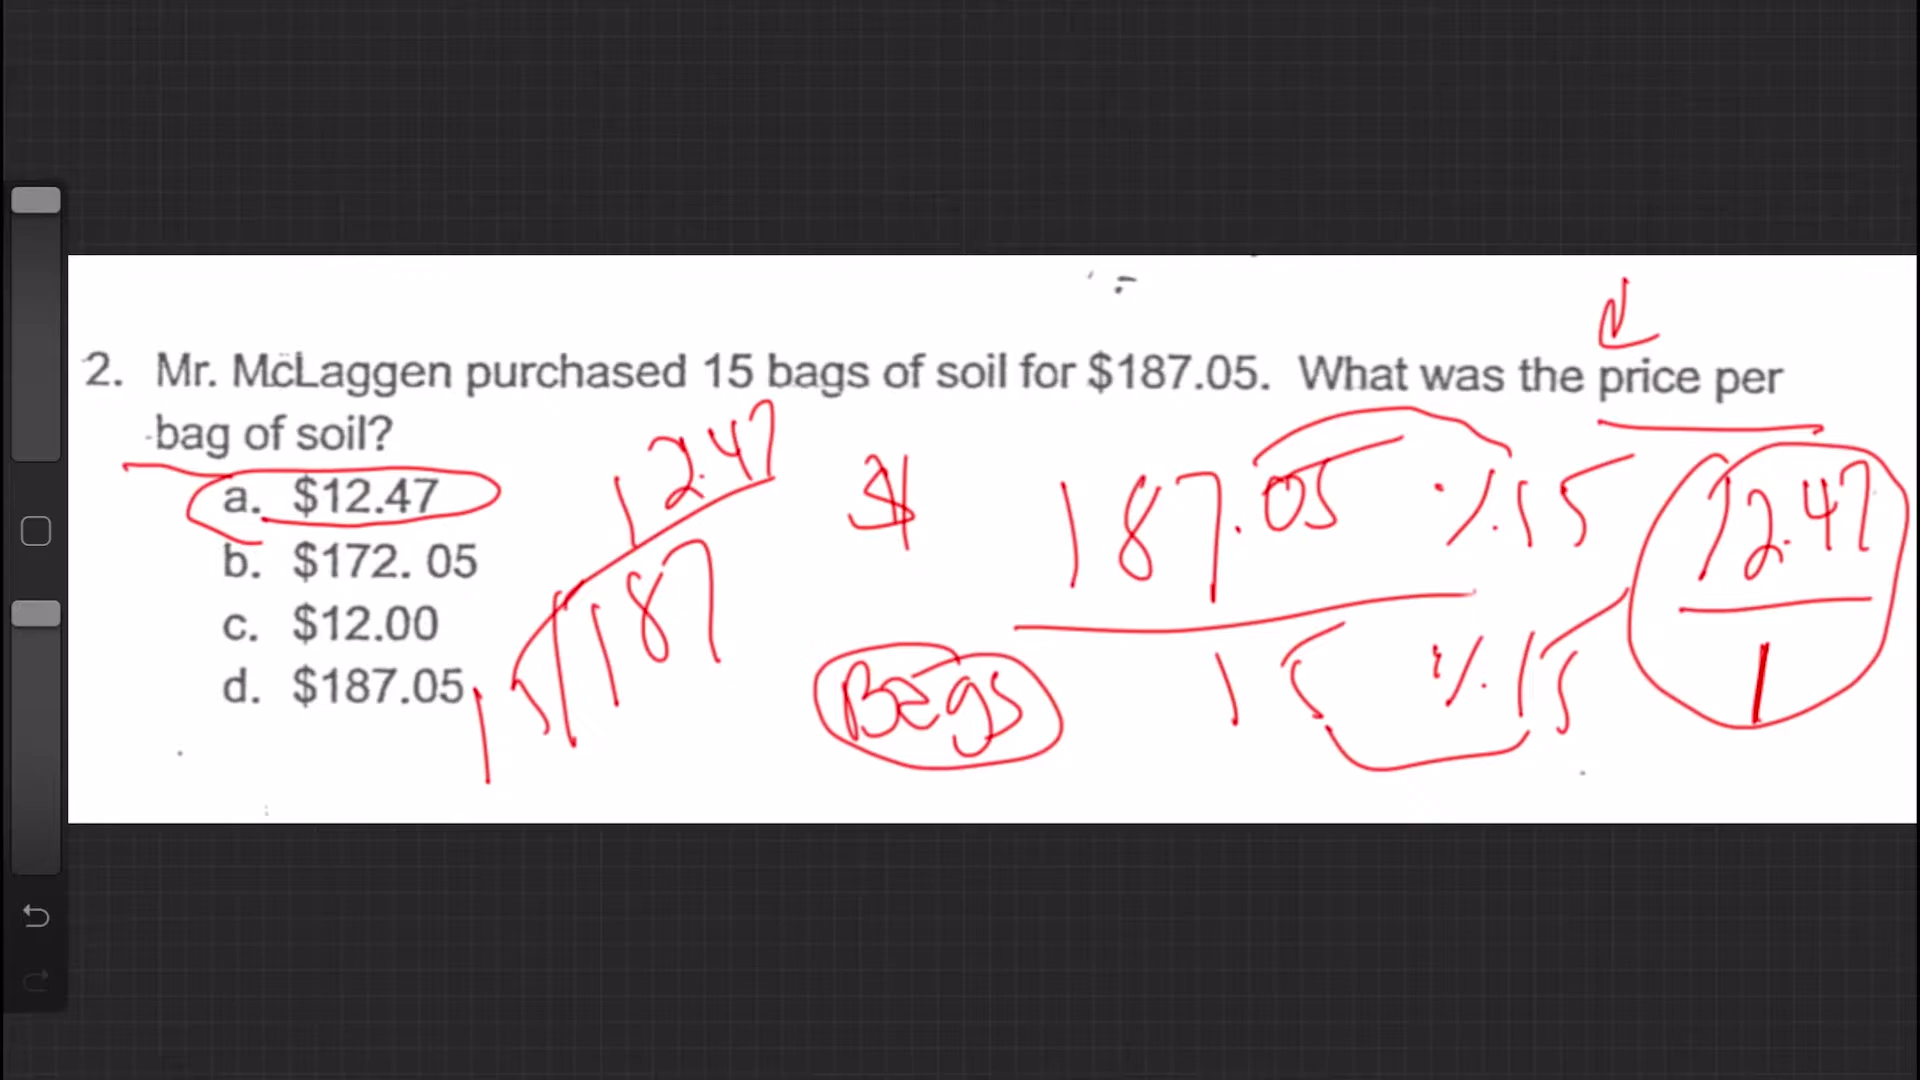 2. Mr. McLaggen purchased 15 bags of soil for $187.05. What was the price per
bag of soil?
a. $12.47
b. $172. 05
c. $12.00
d. $187.05
12.47
15 187
$ 187.05 ÷ 15 12.47
Bags 15 ÷ 15 1